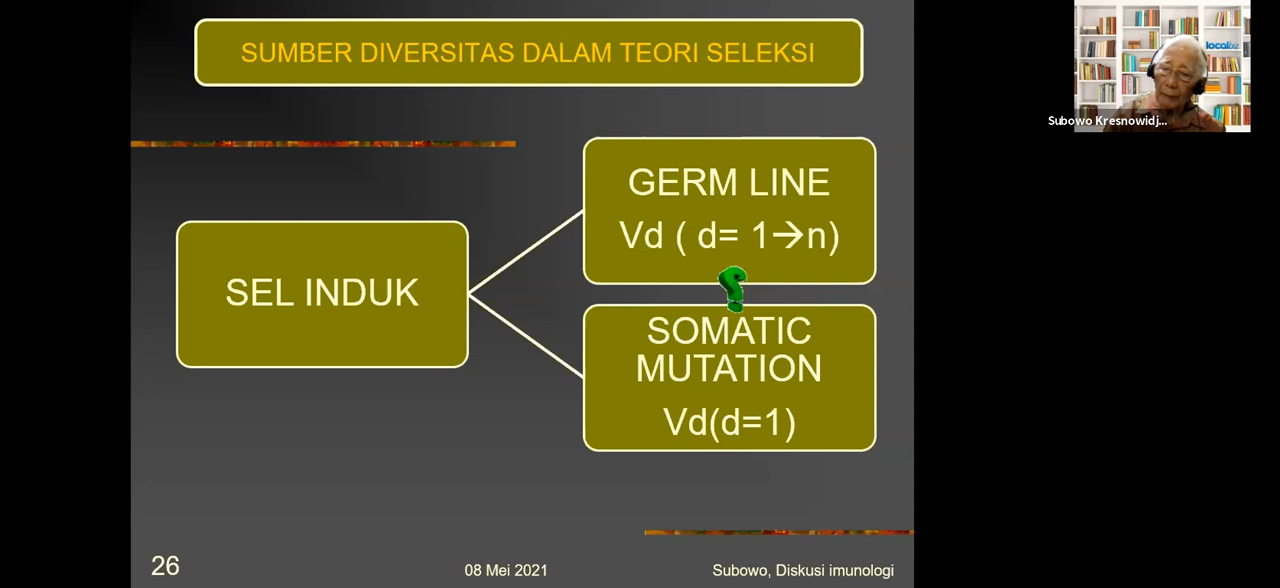 SUMBER DIVERSITAS DALAM TEORI SELEKSI
localbiz
Subowo Kresnowidj...
GERM LINE
Vd ( d= 1→n)
SEL INDUK
?
SOMATIC
MUTATION
Vd(d=1)
26
08 Mei 2021
Subowo, Diskusi imunologi